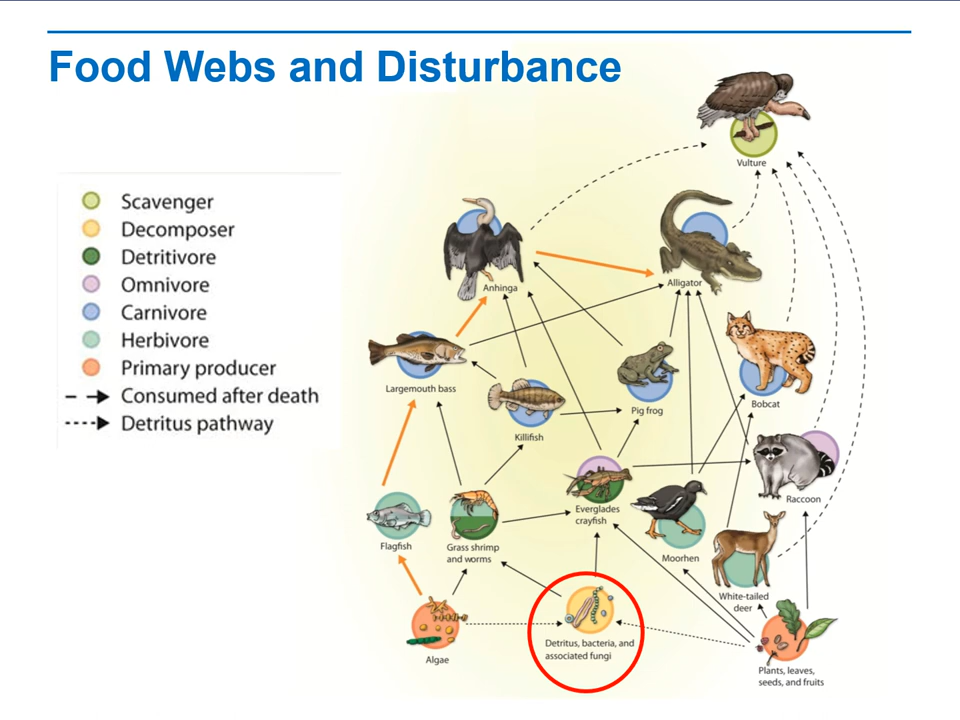 Food Webs and Disturbance
Vulture
Scavenger
Decomposer
Detritivore
Omnivore
Carnivore
Herbivore
Primary producer
Consumed after death
Detritus pathway
Anhinga
Alligator
Largemouth bass
Killifish
Pig frog
Bobcat
Raccoon
Flagfish
Grass shrimp
and worms
Everglades
crayfish
Moorhen
White-tailed
deer
Algae
Detritus, bacteria, and
associated fungi
Plants, leaves,
seeds, and fruits